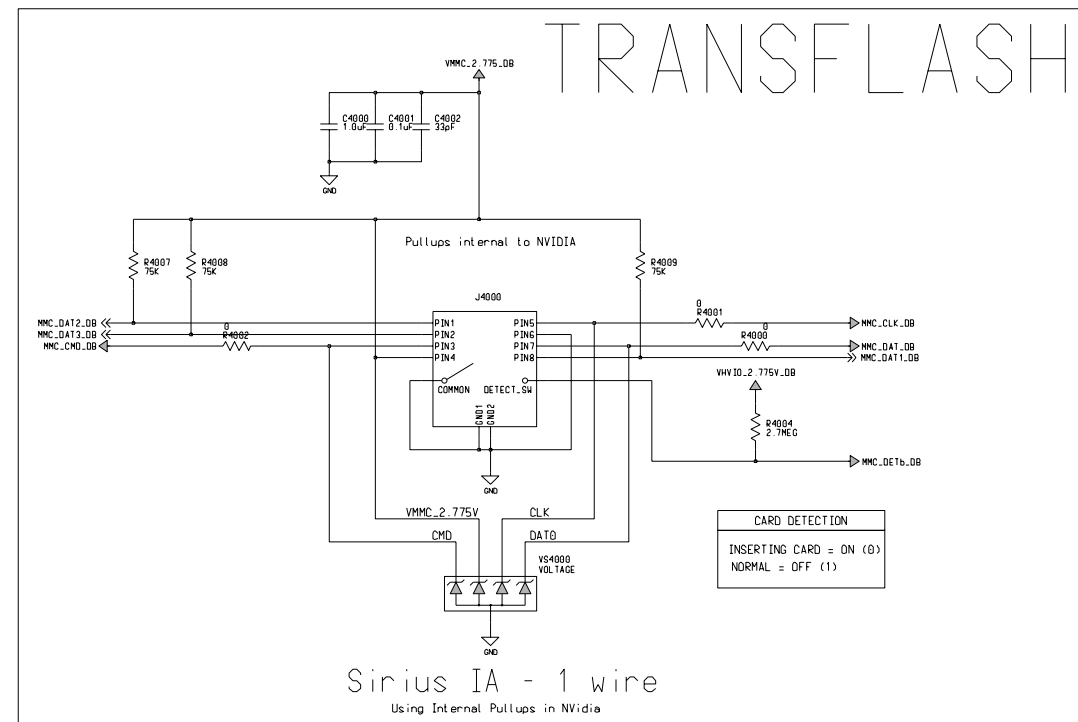 TRANSFLASH
VMMC_2.775_DB
C4000
1.0uF
C4001
0.1uF
C4002
33pF
GND
Pullups internal to NVIDIA
R4007
75K
R4008
75K
R4009
75K
J4000
MMC_DAT2_DB
MMC_DAT3_DB
MMC_CMD_DB
0
R4002
PIN1
PIN2
PIN3
PIN4
PIN5
PIN6
PIN7
PIN8
COMMON
DETECT_SW
GND1
GND2
0
R4001
0
R4000
MMC_CLK_DB
MMC_DAT_DB
MMC_DAT1_DB
VHVIO_2.775V_DB
R4004
2.7MEG
MMC_DETb_DB
GND
VMMC_2.775V
CLK
CMD
DAT0
VS4000
VOLTAGE
GND
CARD DETECTION
INSERTING CARD = ON (0)
NORMAL = OFF (1)
Sirius IA - 1 wire
Using Internal Pullups in NVidia